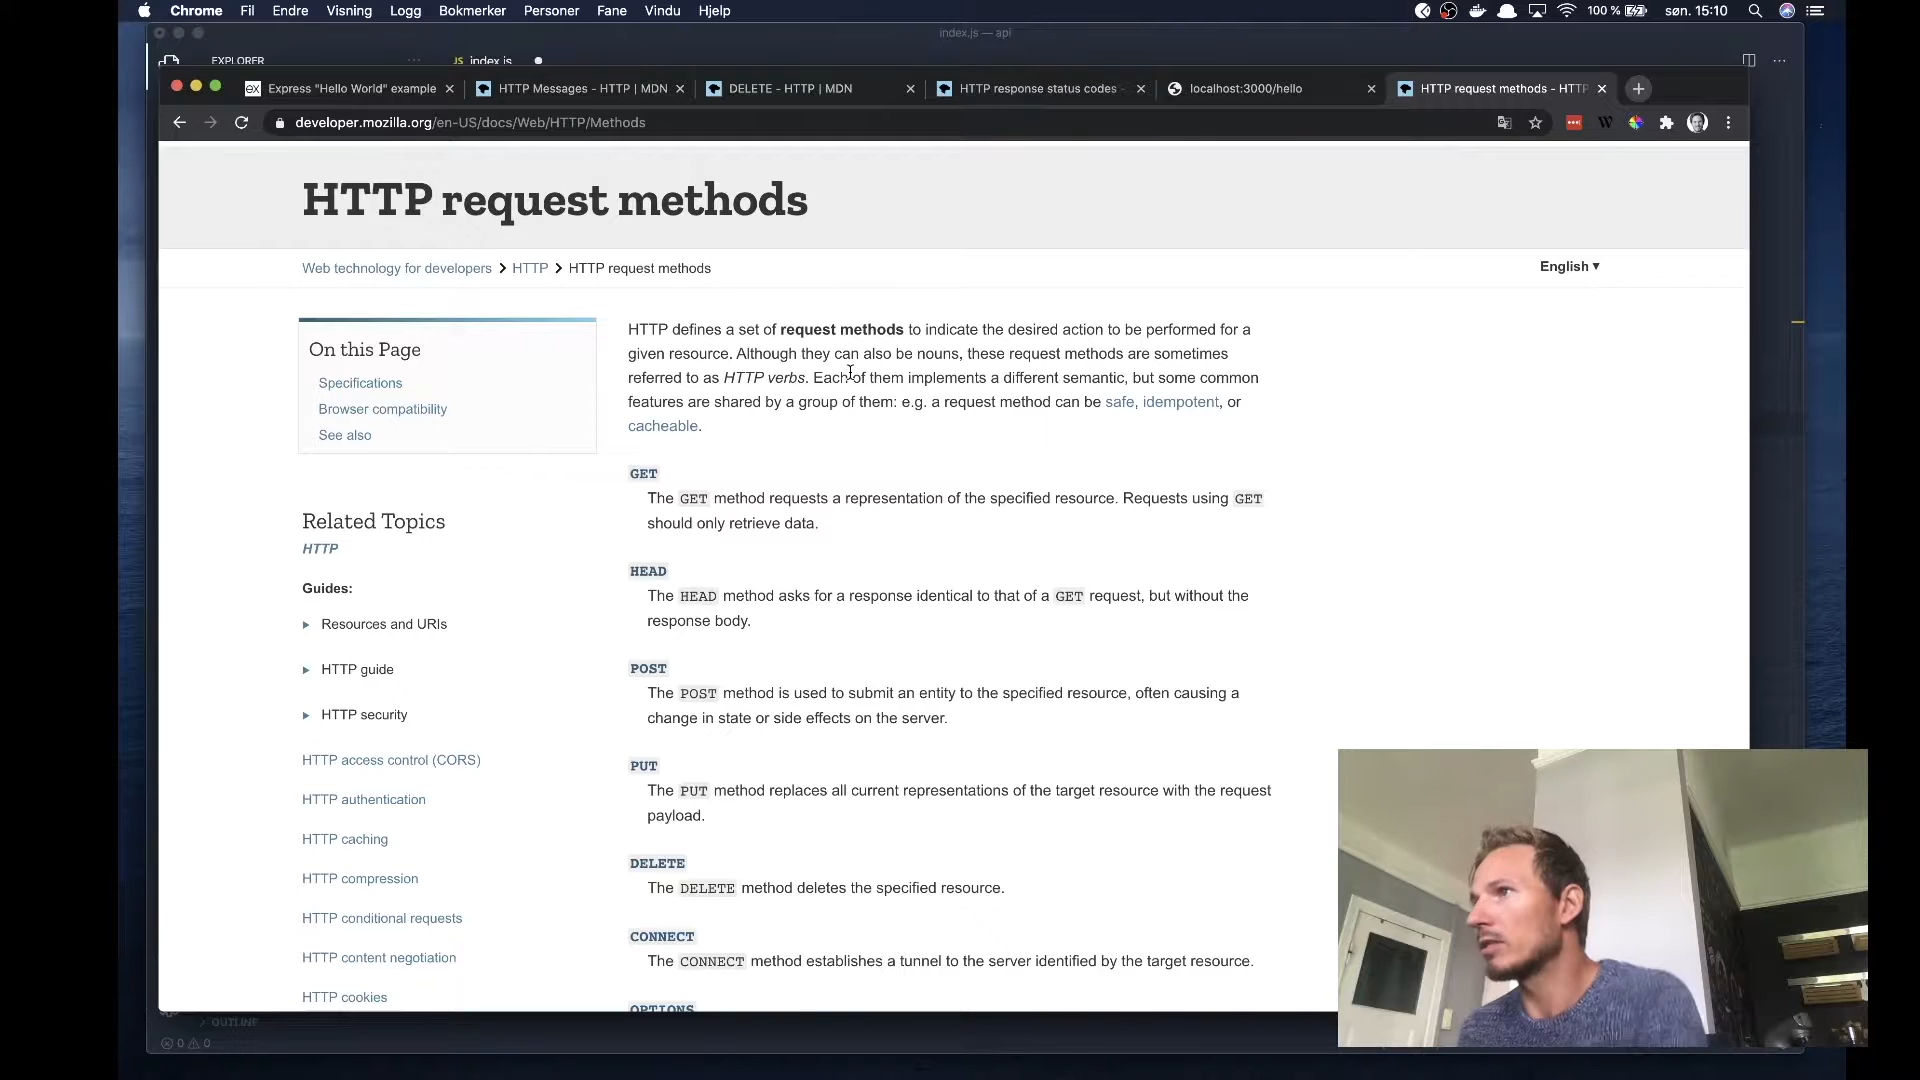 Chrome Fil Endre Visning Logg Bokmerker Personer Fane Vindu Hjelp 100 % søn. 15:10
index.js — api
EXPLORER ··· JS index.js
ex Express "Hello World" example HTTP Messages - HTTP | MDN DELETE - HTTP | MDN HTTP response status codes - localhost:3000/hello HTTP request methods - HTTP
developer.mozilla.org/en-US/docs/Web/HTTP/Methods W
HTTP request methods
Web technology for developers HTTP HTTP request methods English ▾
On this Page
Specifications
Browser compatibility
See also
Related Topics
HTTP
Guides:
▸ Resources and URIs
▸ HTTP guide
▸ HTTP security
HTTP access control (CORS)
HTTP authentication
HTTP caching
HTTP compression
HTTP conditional requests
HTTP content negotiation
HTTP cookies
HTTP defines a set of request methods to indicate the desired action to be performed for a
given resource. Although they can also be nouns, these request methods are sometimes
referred to as HTTP verbs. Each of them implements a different semantic, but some common
features are shared by a group of them: e.g. a request method can be safe, idempotent, or
cacheable.
GET
The GET method requests a representation of the specified resource. Requests using GET
should only retrieve data.
HEAD
The HEAD method asks for a response identical to that of a GET request, but without the
response body.
POST
The POST method is used to submit an entity to the specified resource, often causing a
change in state or side effects on the server.
PUT
The PUT method replaces all current representations of the target resource with the request
payload.
DELETE
The DELETE method deletes the specified resource.
CONNECT
The CONNECT method establishes a tunnel to the server identified by the target resource.
OPTIONS
OUTLINE
0 0